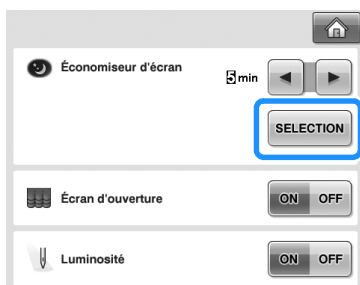 Économiseur d'écran
5 min
SELECTION
Écran d'ouverture
ON OFF
Luminosité
ON OFF